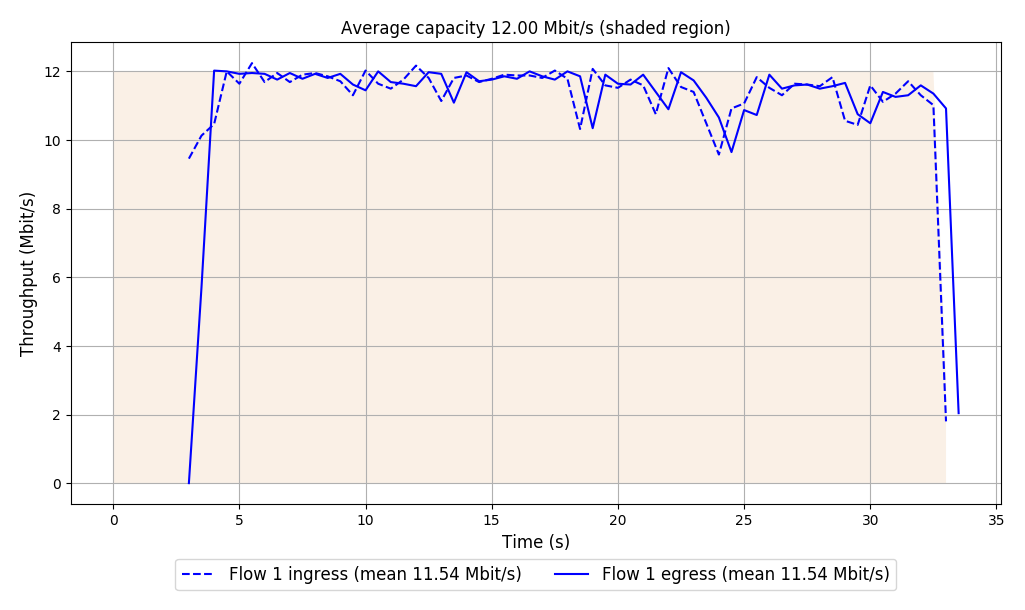 Average capacity 12.00 Mbit/s (shaded region)
Throughput (Mbit/s)
12
10
8
6
4
2
0
0 5 10 15 20 25 30 35
Time (s)
Flow 1 ingress (mean 11.54 Mbit/s) Flow 1 egress (mean 11.54 Mbit/s)